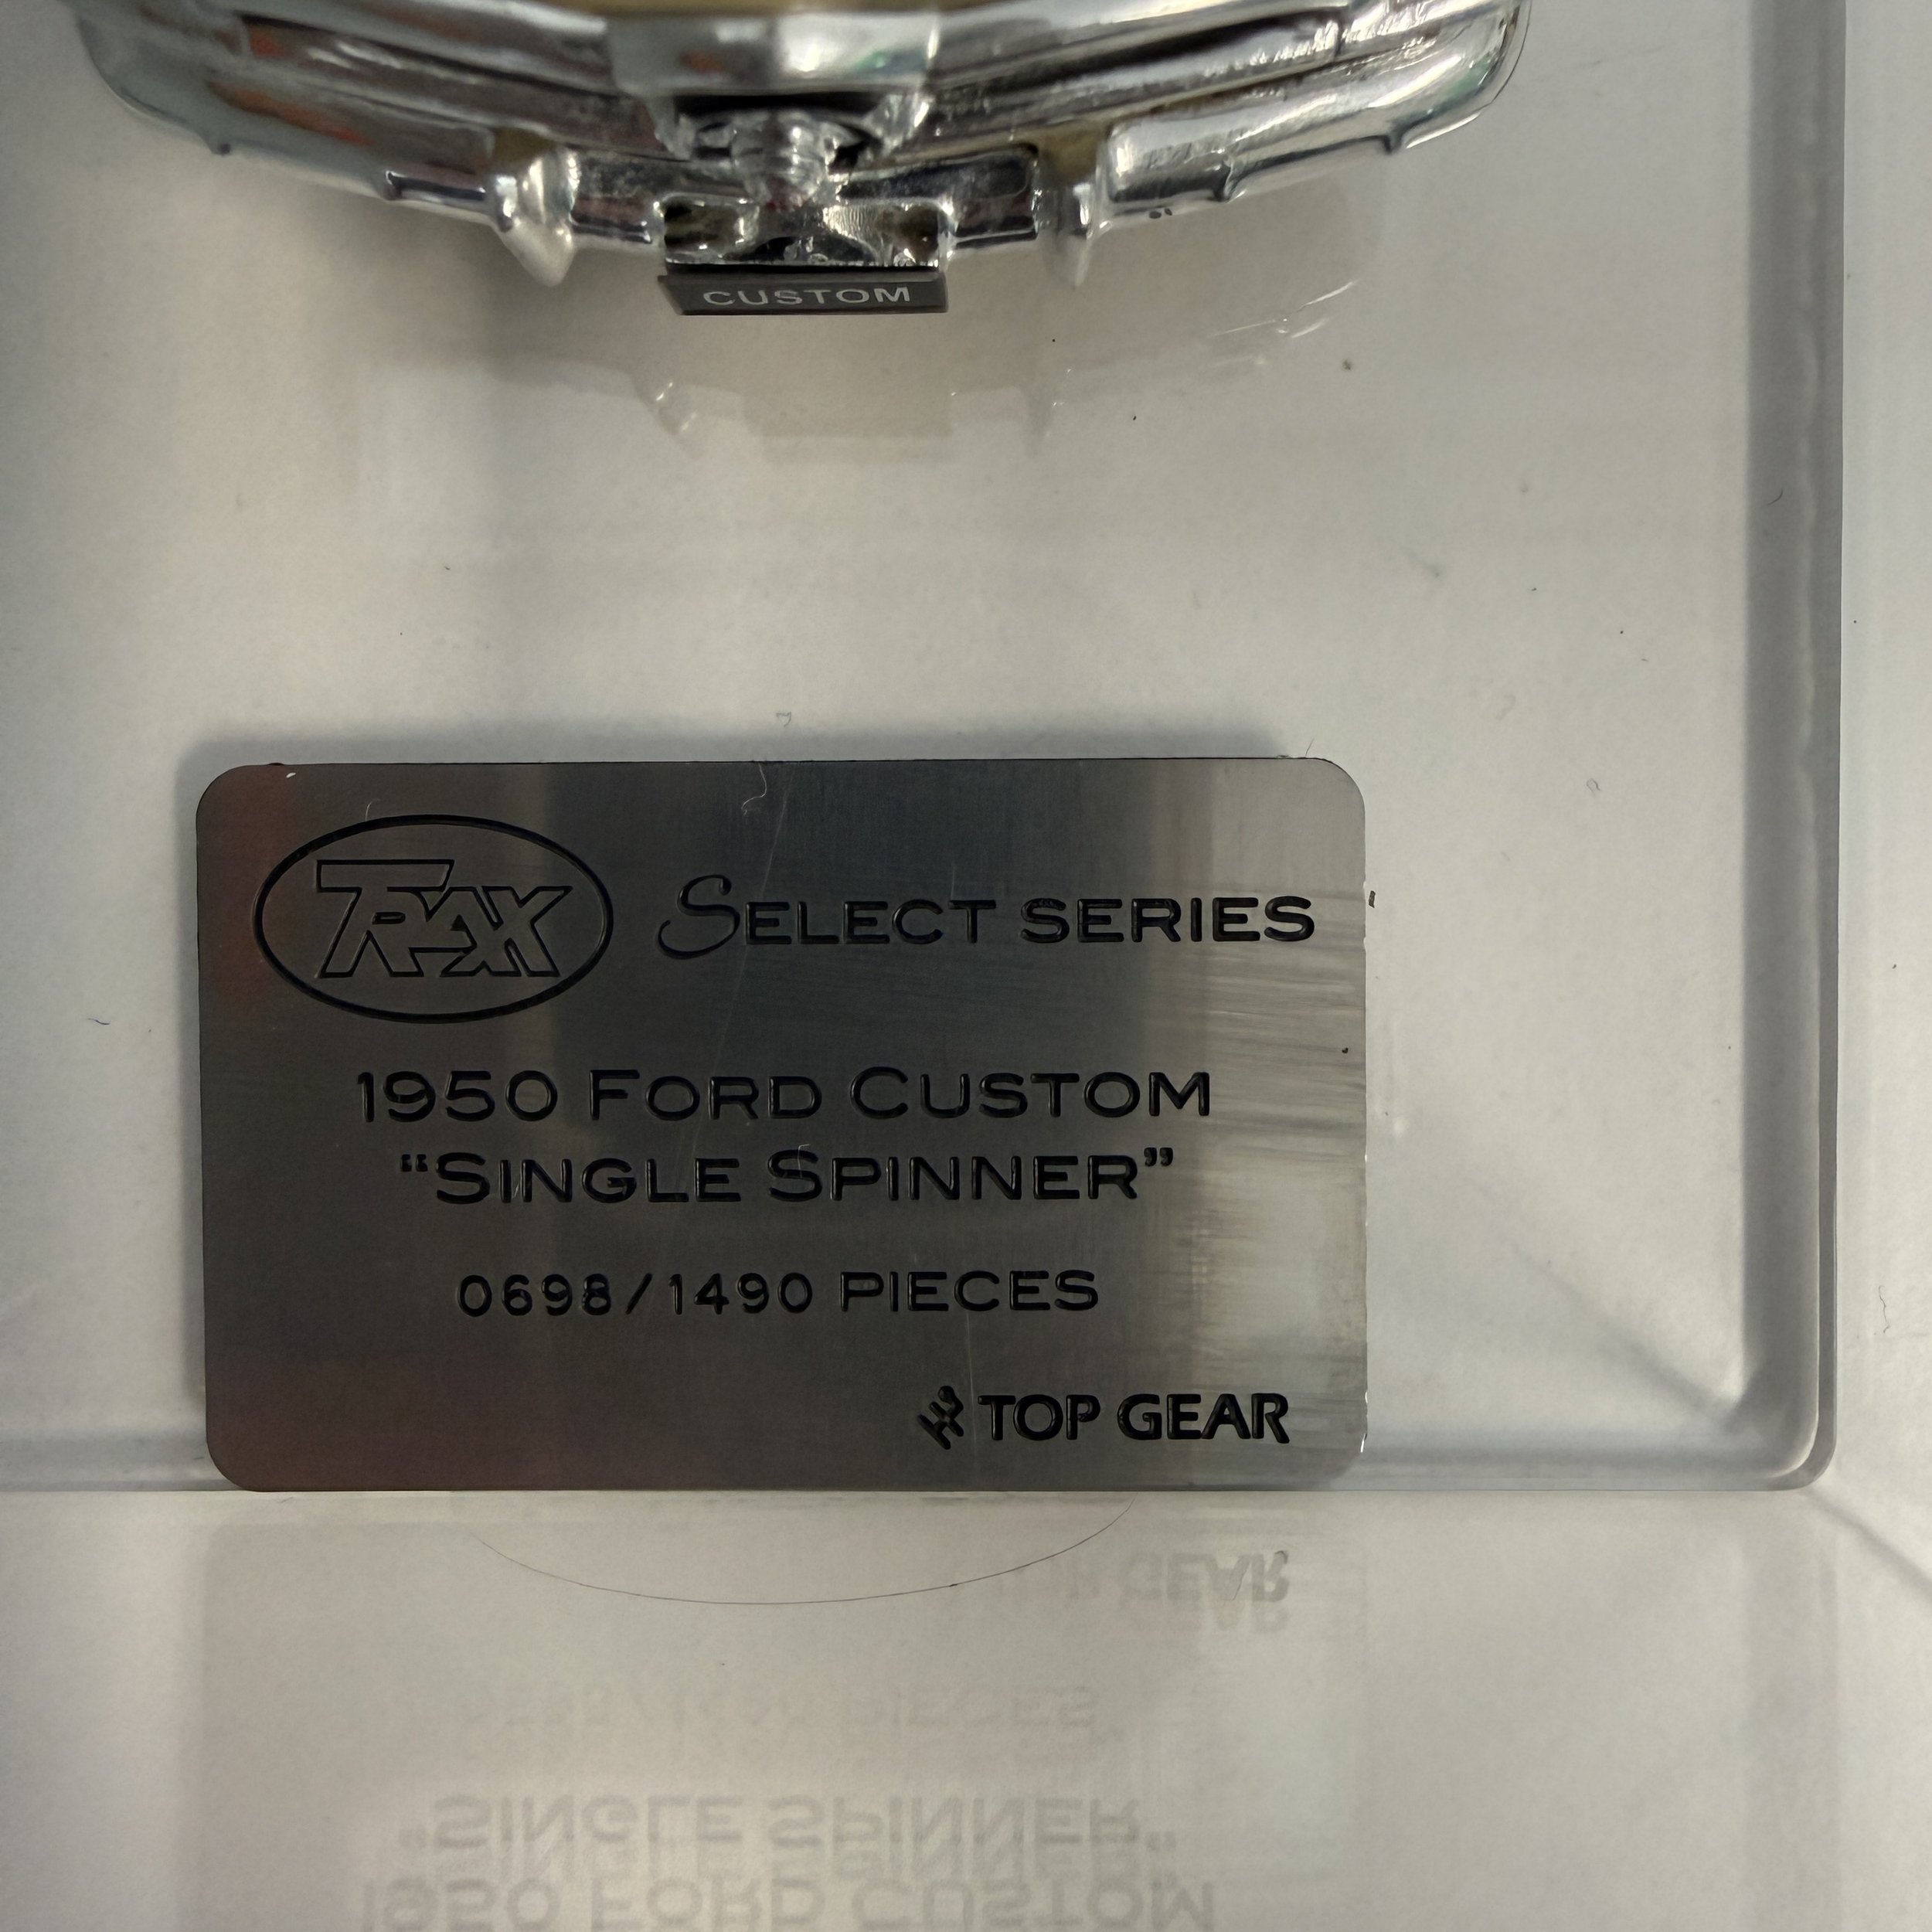 CUSTOM
TRAX SELECT SERIES
1950 FORD CUSTOM
"SINGLE SPINNER"
0698/1490 PIECES
TOP GEAR